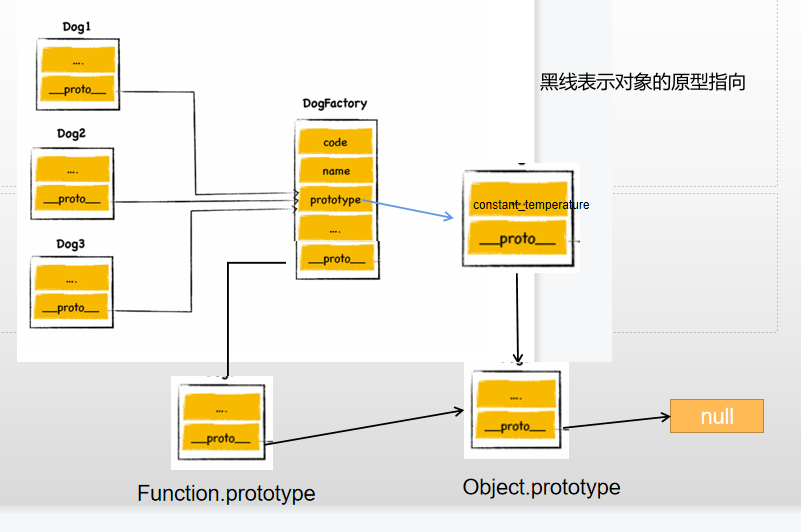 Dog1
....
__proto__
黑线表示对象的原型指向
Dog2
....
__proto__
DogFactory
code
name
prototype
....
__proto__
constant_temperature
__proto__
Dog3
....
__proto__
....
__proto__
Function.prototype
....
__proto__
Object.prototype
null